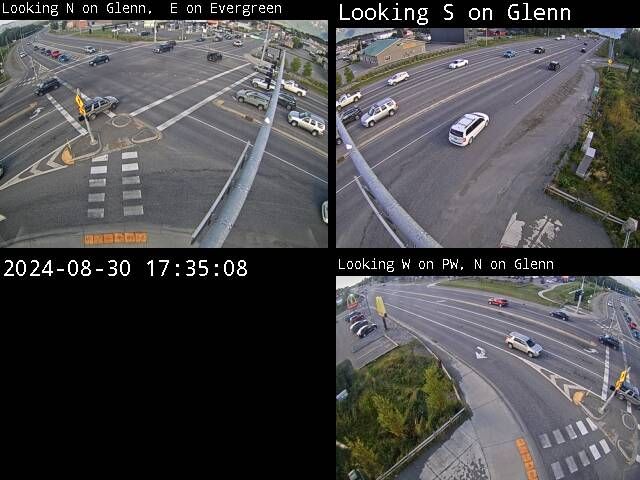 Looking N on Glenn, E on Evergreen
Looking S on Glenn
2024-08-30 17:35:08
Looking W on PW, N on Glenn